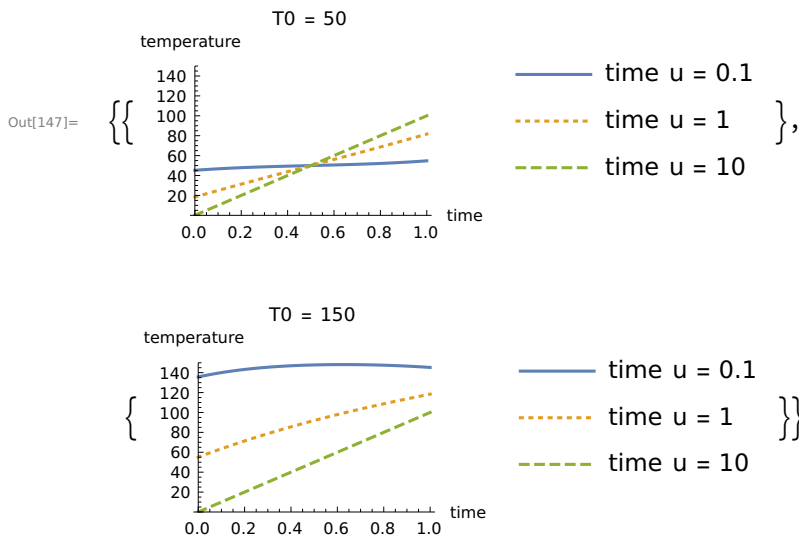 T0 = 50
temperature
140
120
100
80
60
40
20
0.0 0.2 0.4 0.6 0.8 1.0
time
Out[147]= {{
time u = 0.1
time u = 1
time u = 10
},
T0 = 150
temperature
140
120
100
80
60
40
20
0.0 0.2 0.4 0.6 0.8 1.0
time
{
time u = 0.1
time u = 1
time u = 10
}}